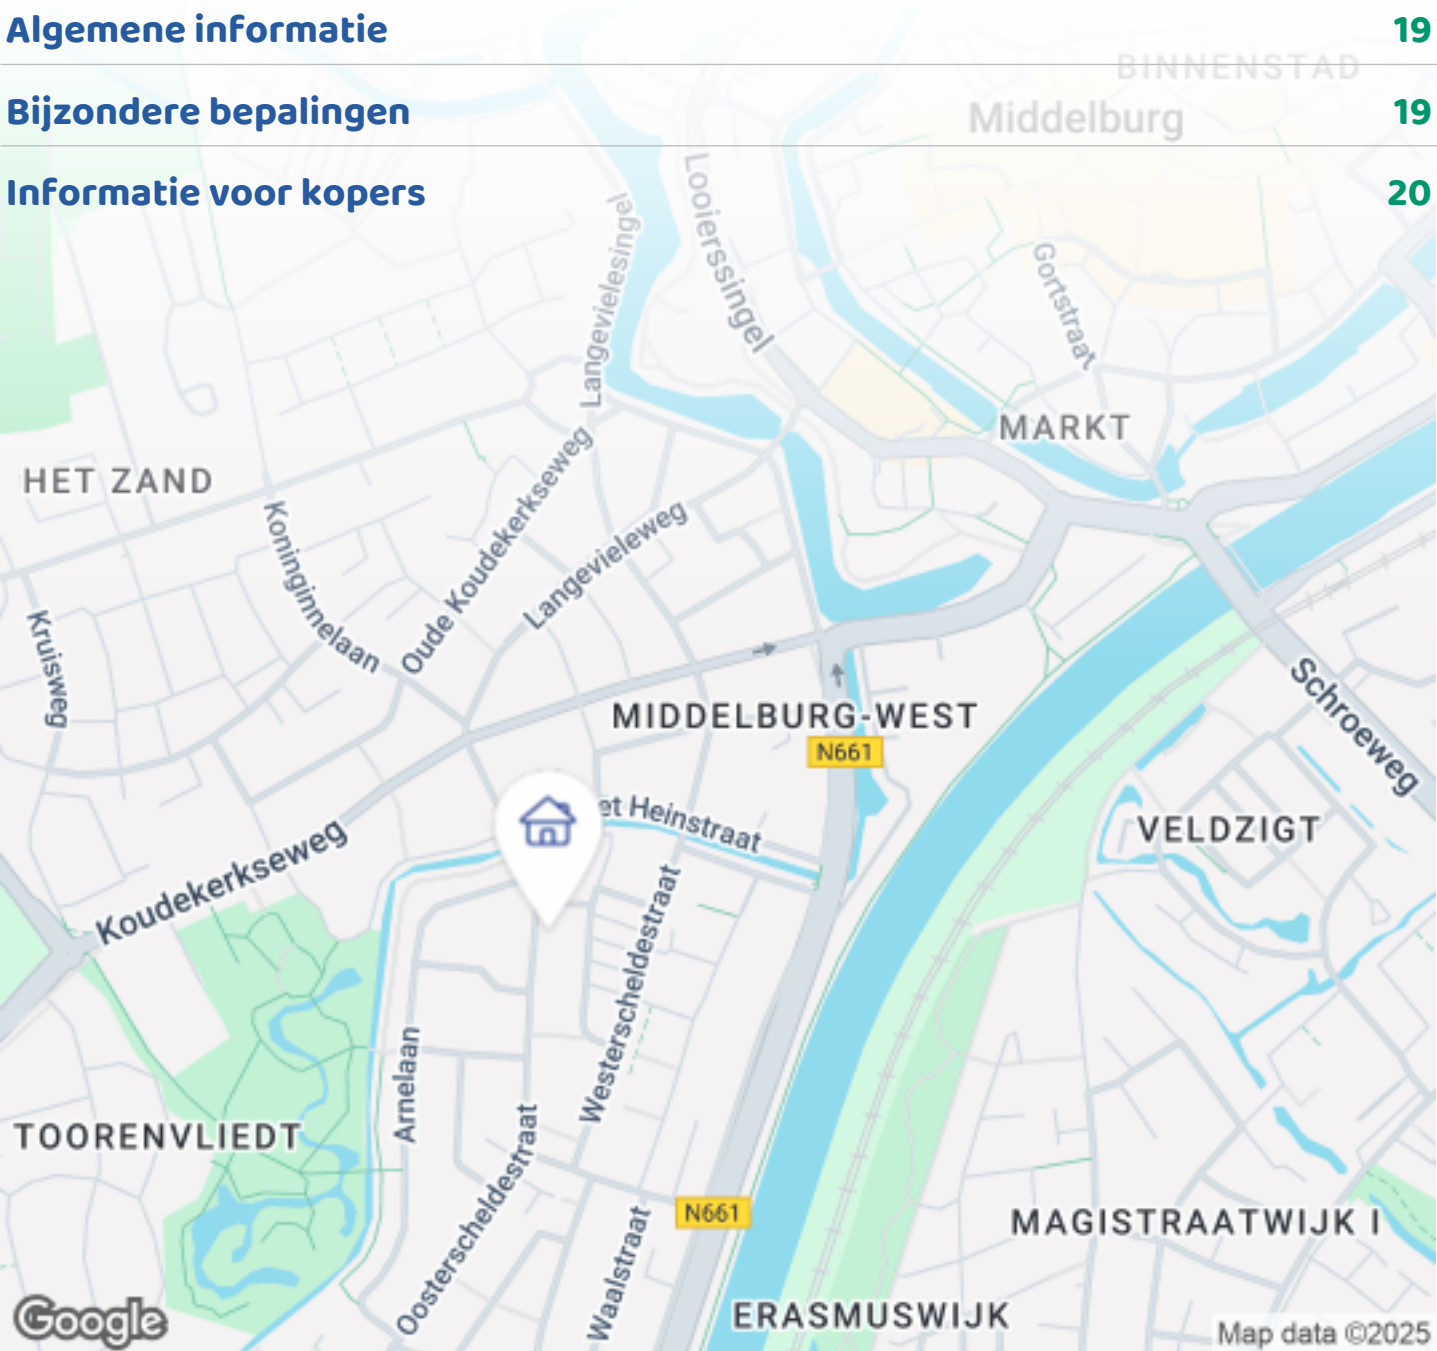 Algemene informatie 19
BINNENSTAD
Bijzondere bepalingen 19
Middelburg
Informatie voor kopers 20
Looierssingel
Langevielesingel
Gortstraat
MARKT
HET ZAND
Oude Koudekerkseweg
Koninginnelaan
Langevieleweg
Kruisweg
Schroeweg
MIDDELBURG-WEST
N661
et Heinstraat
VELDZIGT
Koudekerkseweg
Westerscheldestraat
Arnelaan
TOORENVLIEDT
Oosterscheldestraat
N661
Waalstraat
MAGISTRAATWIJK I
ERASMUSWIJK
Google
Map data ©2025